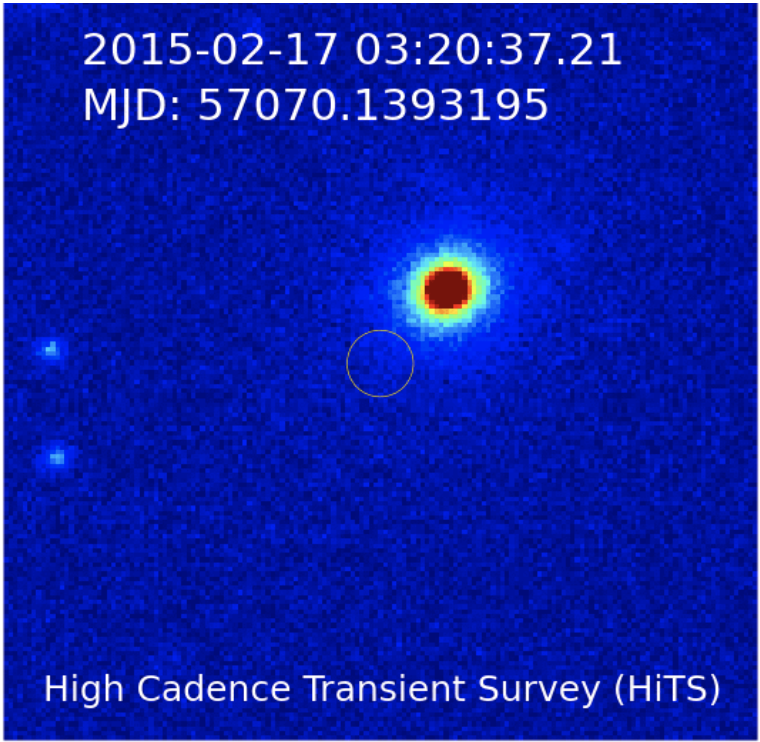 2015-02-17 03:20:37.21
MJD: 57070.1393195
High Cadence Transient Survey (HiTS)